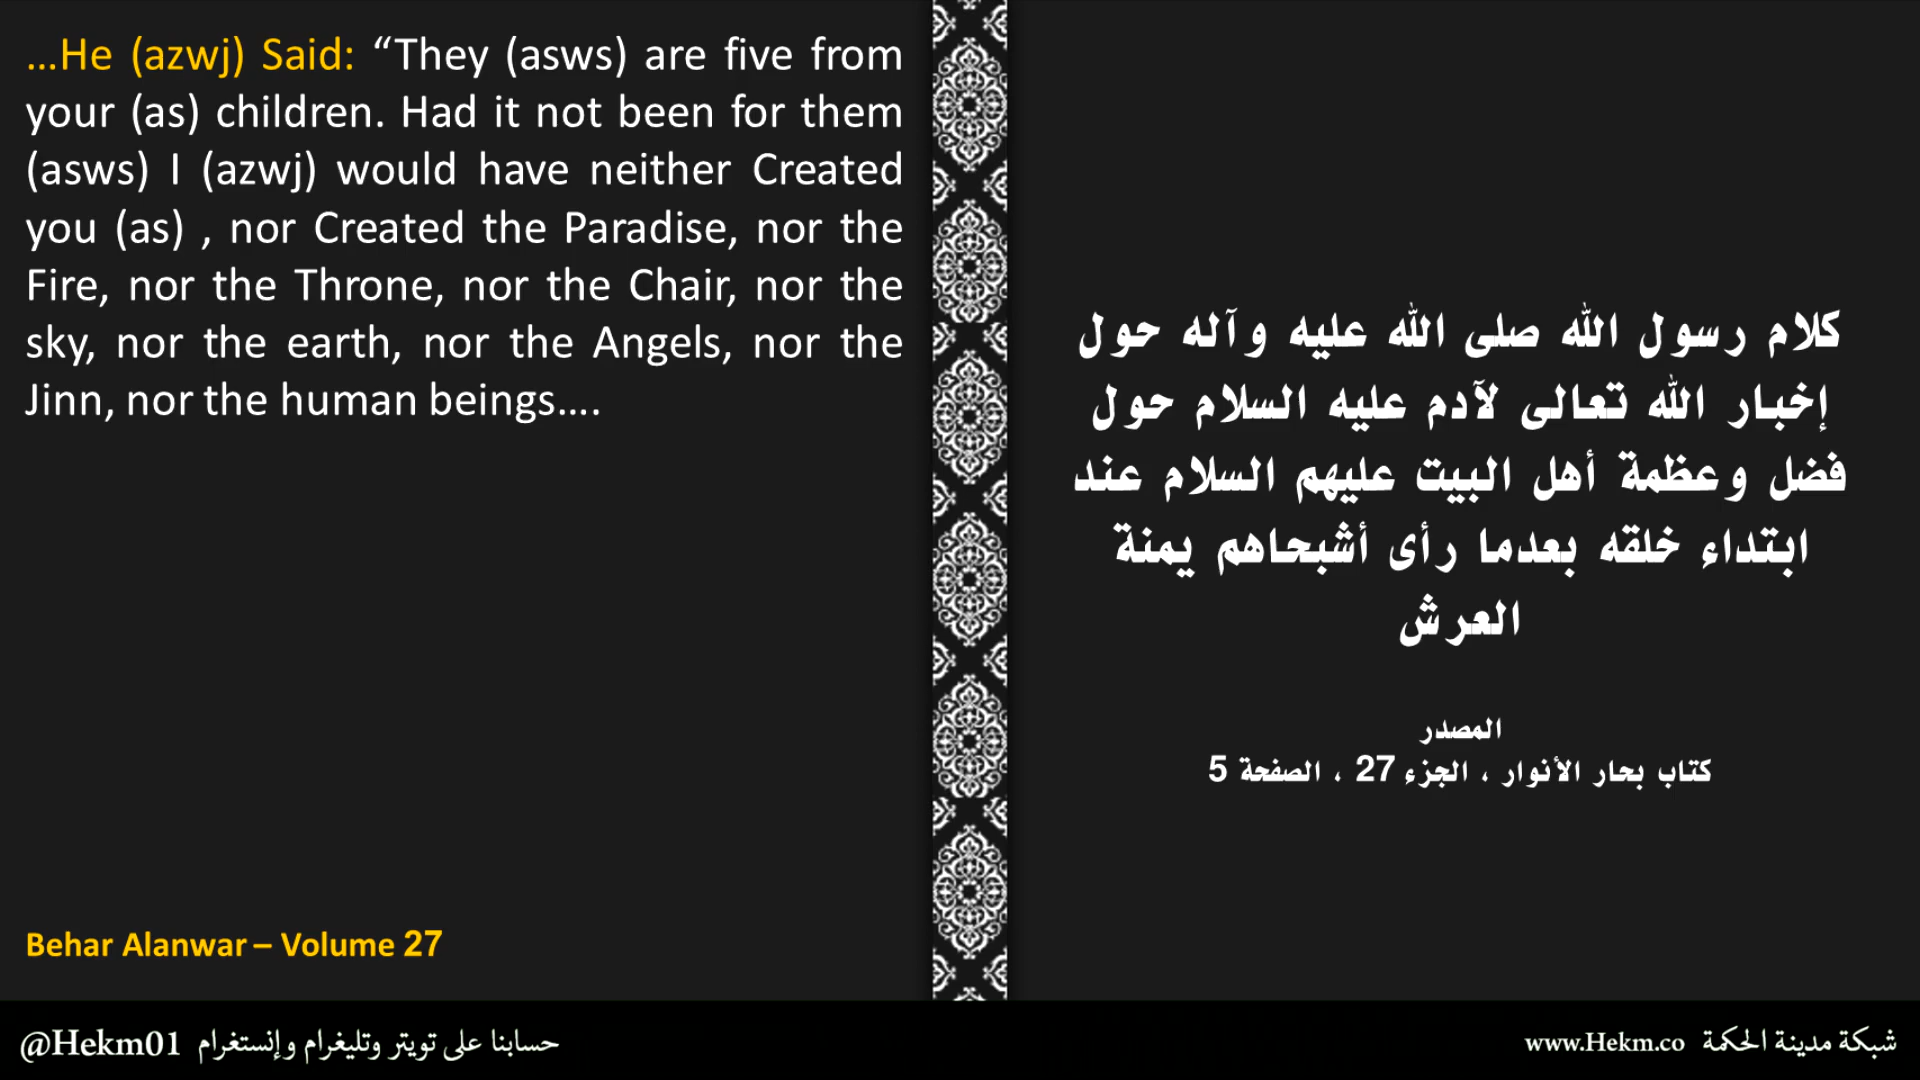 ...He (azwj) Said: “They (asws) are five from
your (as) children. Had it not been for them
(asws) I (azwj) would have neither Created
you (as) , nor Created the Paradise, nor the
Fire, nor the Throne, nor the Chair, nor the
sky, nor the earth, nor the Angels, nor the
Jinn, nor the human beings….
Behar Alanwar – Volume 27
كلام رسول الله صلى الله عليه وآله حول
إخبار الله تعالى لآدم عليه السلام حول
فضل وعظمة أهل البيت عليهم السلام عند
ابتداء خلقه بعدما رأى أشبحاهم يمنة
العرش
المصدر
كتاب بحار الأنوار ، الجزء 27 ، الصفحة 5
@Hekm01 حسابنا على تويتر وتليغرام وإنستغرام
www.Hekm.co شبكة مدينة الحكمة